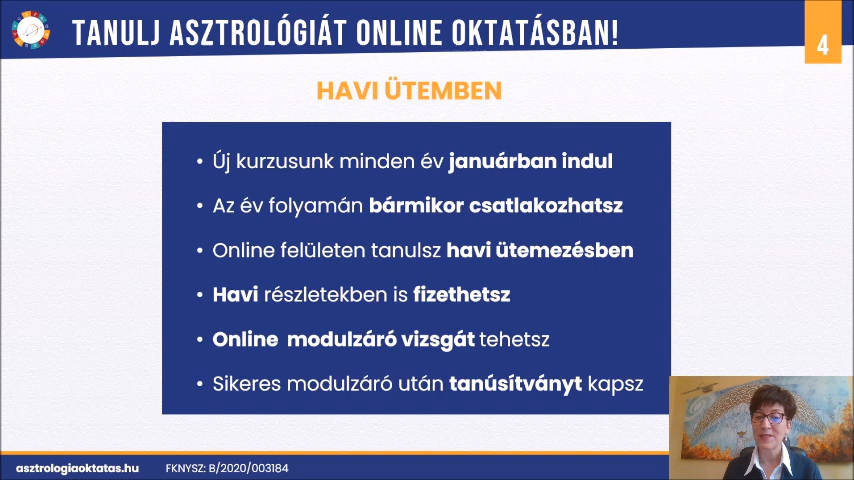 TANULJ ASZTROLÓGIÁT ONLINE OKTATÁSBAN!
4
HAVI ÜTEMBEN
• Új kurzusunk minden év januárban indul
• Az év folyamán bármikor csatlakozhatsz
• Online felületen tanulsz havi ütemezésben
• Havi részletekben is fizethetsz
• Online modulzáró vizsgát tehetsz
• Sikeres modulzáró után tanúsítványt kapsz
asztrologiaoktatas.hu
FKNYSZ: B/2020/003184